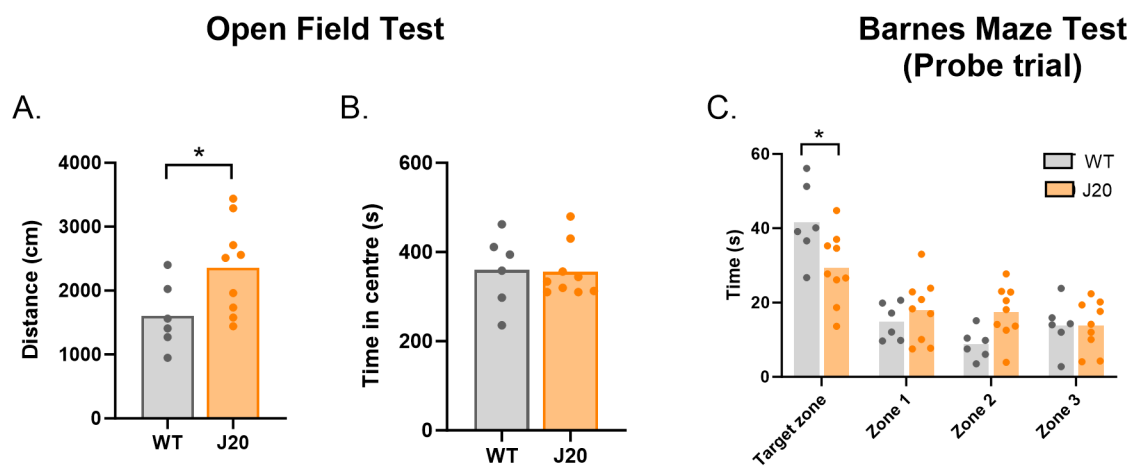 Open Field Test
Barnes Maze Test
(Probe trial)
A.
B.
C.
Distance (cm)
4000
3000
2000
1000
0
*
WT
J20
Time in centre (s)
600
400
200
0
WT
J20
Time (s)
60
40
20
0
*
WT
J20
Target zone
Zone 1
Zone 2
Zone 3